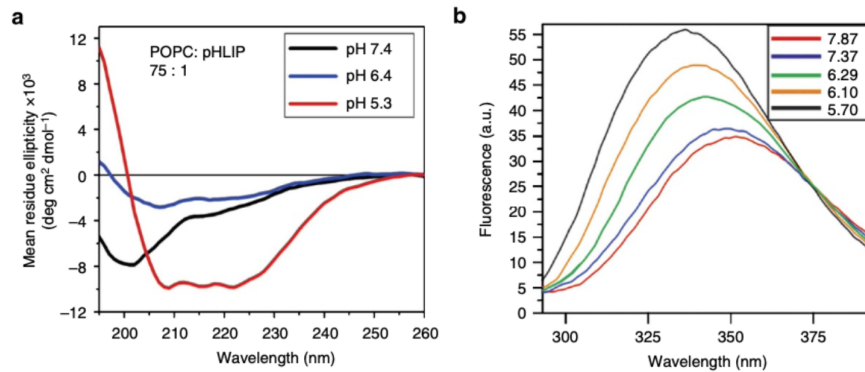 a
POPC: pHLIP
75 : 1
pH 7.4
pH 6.4
pH 5.3
12
8
4
0
−4
−8
−12
Mean residue ellipticity ×10³
(deg cm² dmol⁻¹)
200 210 220 230 240 250 260
Wavelength (nm)
b
7.87
7.37
6.29
6.10
5.70
55
50
45
40
35
30
25
20
15
10
5
0
Fluorescence (a.u.)
300 325 350 375
Wavelength (nm)